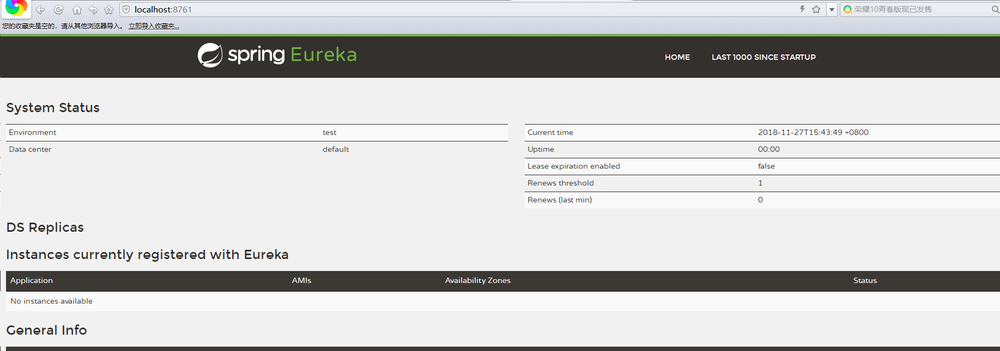 localhost:8761
荣耀10青春版现已发售
您的收藏夹是空的，请从其他浏览器导入。 立即导入收藏夹...
spring Eureka
HOME LAST 1000 SINCE STARTUP
System Status
Environment test
Data center default
Current time 2018-11-27T15:43:49 +0800
Uptime 00:00
Lease expiration enabled false
Renews threshold 1
Renews (last min) 0
DS Replicas
Instances currently registered with Eureka
Application AMIs Availability Zones Status
No instances available
General Info